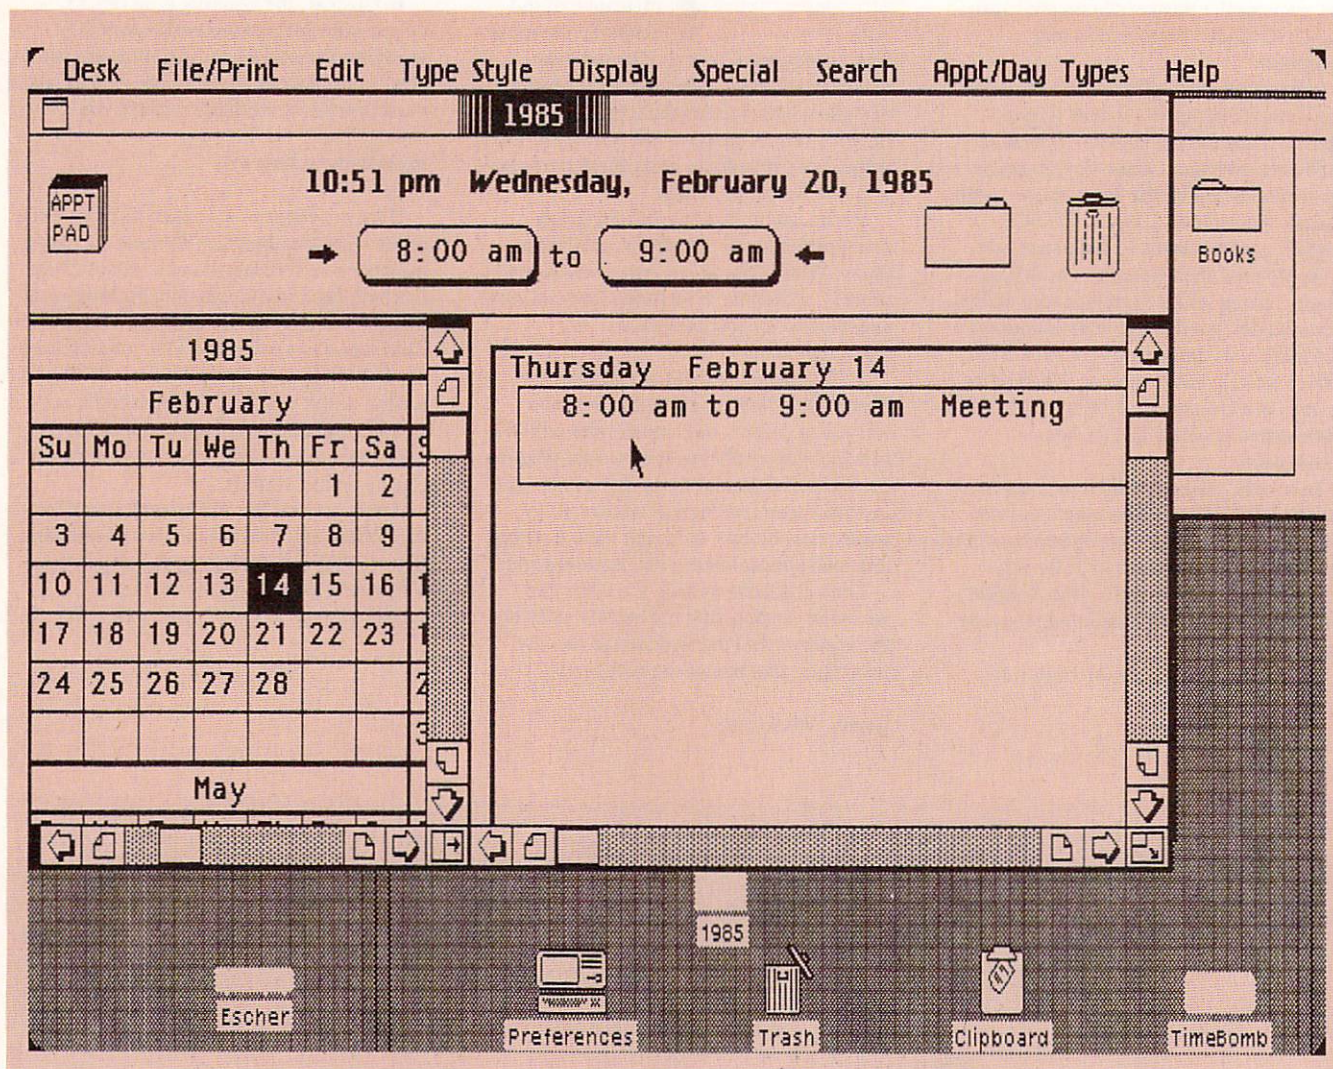 Desk File/Print Edit Type Style Display Special Search Appt/Day Types Help
1985
APPT
PAD
10:51 pm Wednesday, February 20, 1985
8:00 am to 9:00 am
Books
1985
February
Su Mo Tu We Th Fr Sa S
1 2
3 4 5 6 7 8 9
10 11 12 13 14 15 16 1
17 18 19 20 21 22 23 1
24 25 26 27 28 2
3
May
Thursday February 14
8:00 am to 9:00 am Meeting
1985
Escher
Preferences
Trash
Clipboard
TimeBomb